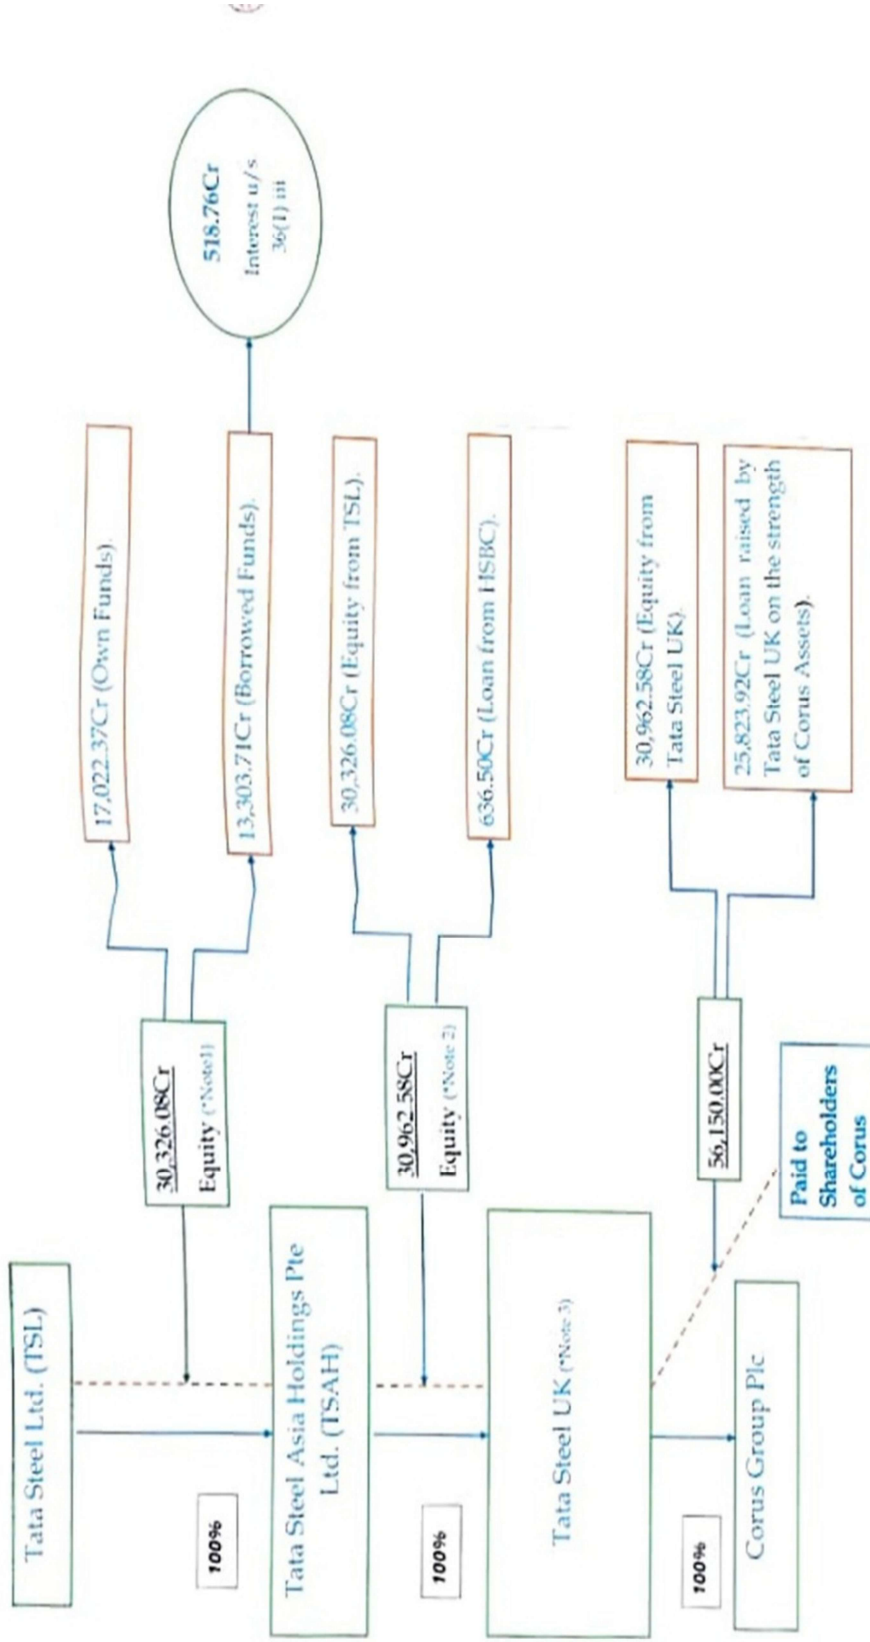 Tata Steel Ltd. (TSL)
100%
30,326.08Cr
Equity (*Note1)
17,022.37Cr (Own Funds).
13,303.71Cr (Borrowed Funds).
518.76Cr
Interest u/s
36(1) iii
Tata Steel Asia Holdings Pte
Ltd. (TSAH)
100%
30,962.58Cr
Equity (*Note 2)
30,326.08Cr (Equity from TSL).
636.50Cr (Loan from HSBC).
Tata Steel UK (*Note 3)
100%
56,150.00Cr
30,962.58Cr (Equity from
Tata Steel UK).
25,823.92Cr (Loan raised by
Tata Steel UK on the strength
of Corus Assets).
Corus Group Plc
Paid to
Shareholders
of Corus